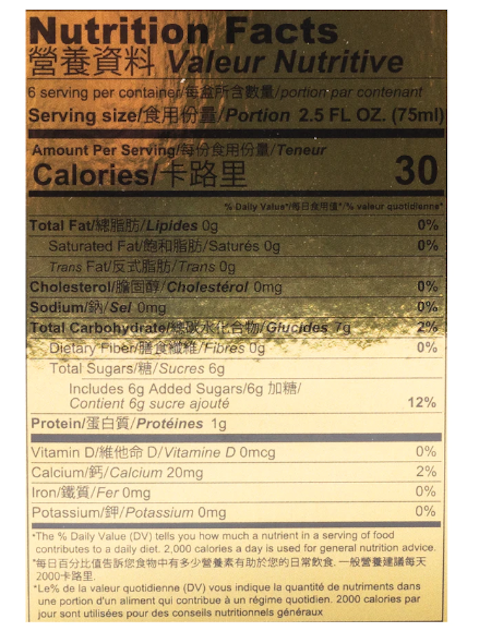 Nutrition Facts
營養資料 Valeur Nutritive
6 serving per container/每盒所含數量/portion par contenant
Serving size/食用份量/Portion 2.5 FL OZ. (75ml)
Amount Per Serving/每份食用份量/Teneur
Calories/卡路里 30
% Daily Value*/每日食用達*/% valeur quotidienne*
Total Fat/總脂肪/Lipides 0g 0%
Saturated Fat/飽和脂肪/Saturés 0g 0%
Trans Fat/反式脂肪/Trans 0g
Cholesterol/膽固醇/Cholestérol 0mg 0%
Sodium/鈉/Sel 0mg 0%
Total Carbohydrate/總碳水化合物/Glucides 7g 2%
Dietary Fiber/膳食纖維/Fibres 0g 0%
Total Sugars/糖/Sucres 6g
Includes 6g Added Sugars/6g 加糖/
Contient 6g sucre ajouté 12%
Protein/蛋白質/Protéines 1g
Vitamin D/維他命 D/Vitamine D 0mcg 0%
Calcium/鈣/Calcium 20mg 2%
Iron/鐵質/Fer 0mg 0%
Potassium/鉀/Potassium 0mg 0%
*The % Daily Value (DV) tells you how much a nutrient in a serving of food
contributes to a daily diet. 2,000 calories a day is used for general nutrition advice.
*每日百分比值告訴您食物中有多少營養素有助於您的日常飲食. 一般營養建議每天
2000卡路里.
*Le% de la valeur quotidienne (DV) vous indique la quantité de nutriments dans
une portion d'un aliment qui contribue à un régime quotidien. 2000 calories par
jour sont utilisées pour des conseils nutritionnels généraux